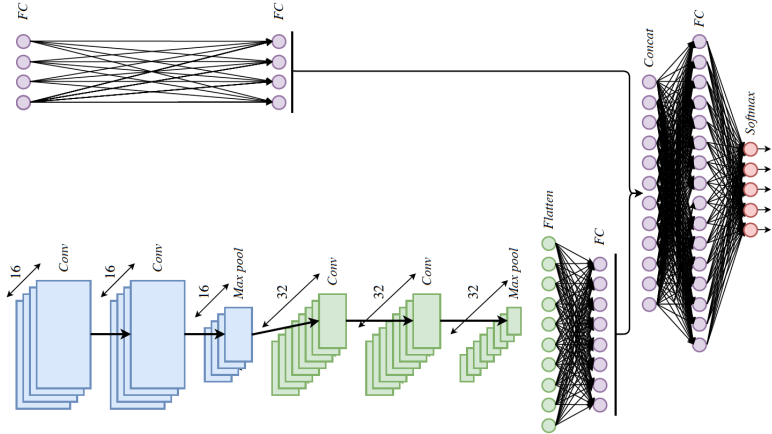 FC
FC
Concat
FC
Softmax
16
Conv
16
Conv
16
Max pool
32
Conv
32
Conv
32
Max pool
Flatten
FC